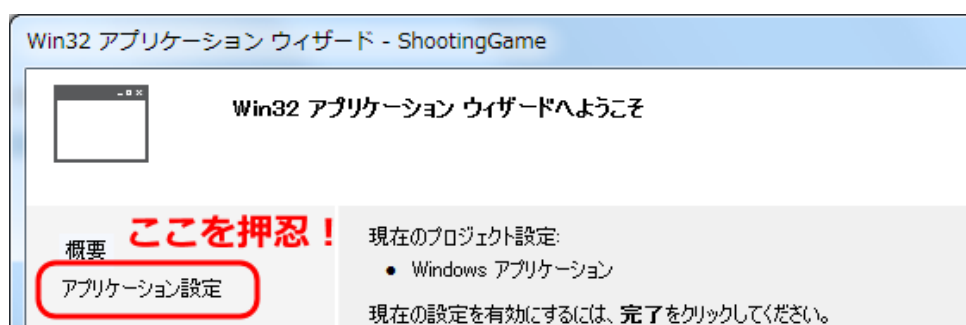 Win32 アプリケーション ウィザード - ShootingGame
Win32 アプリケーション ウィザードへようこそ
ここを押忍！
概要
アプリケーション設定
現在のプロジェクト設定:
● Windows アプリケーション
現在の設定を有効にするには、完了をクリックしてください。